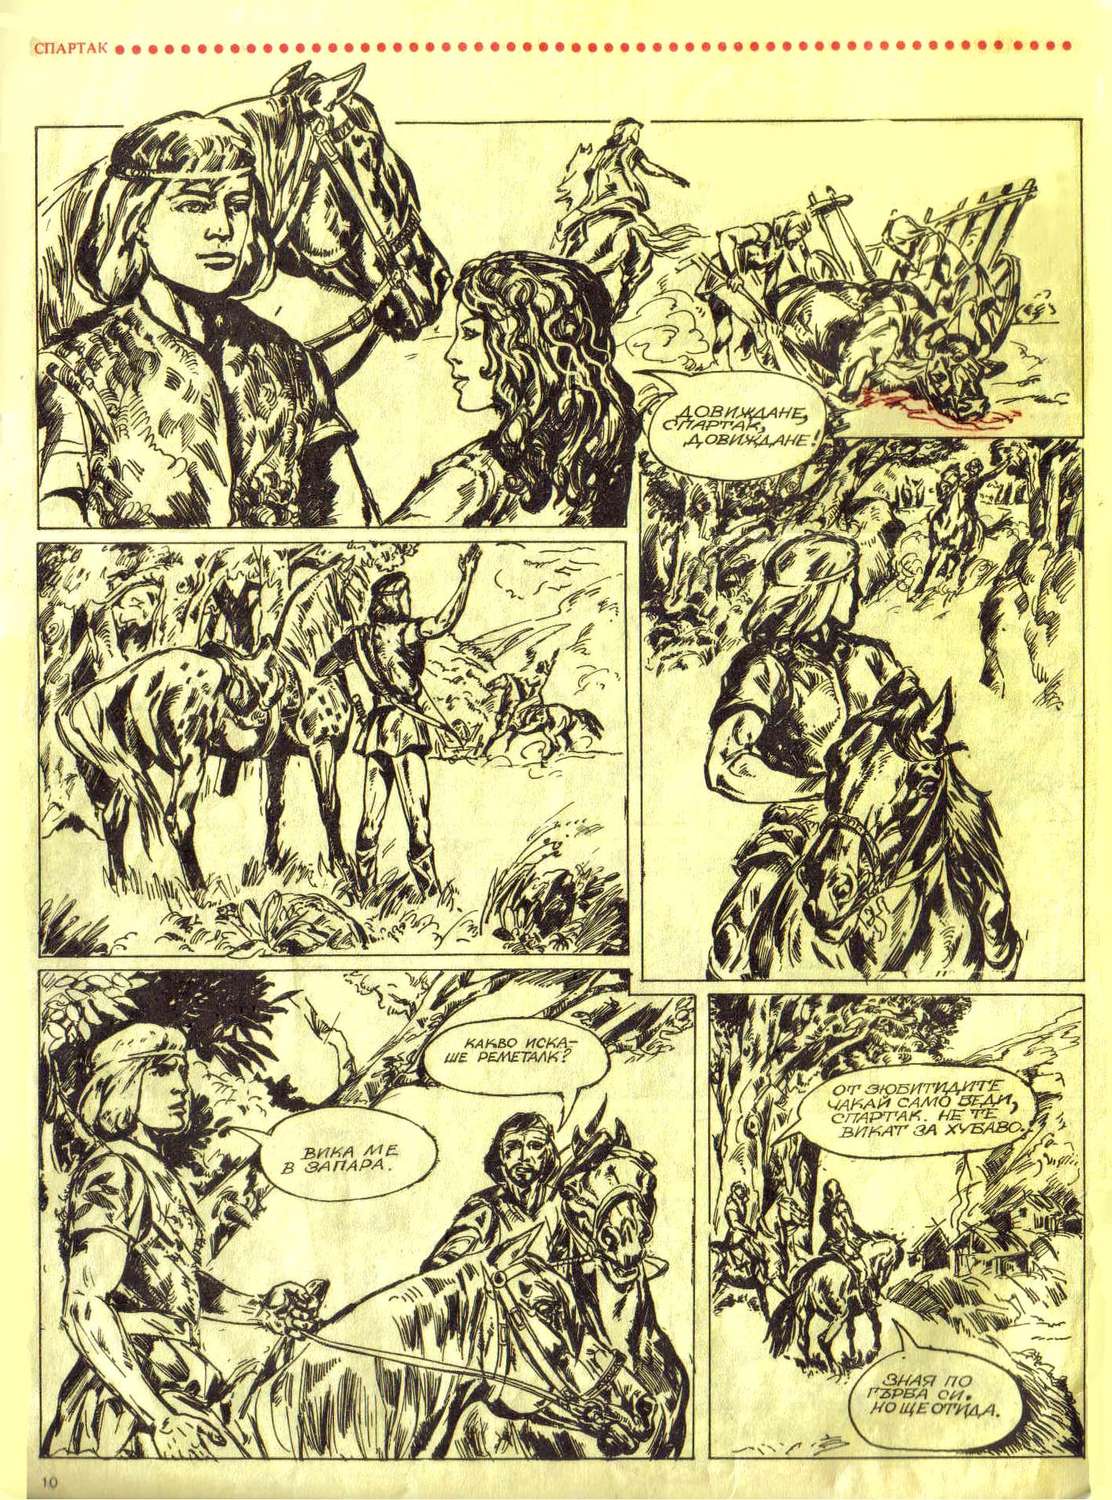 СПАРТАК
ДОВИЖДАНЕ,
СПАРТАК,
ДОВИЖДАНЕ!
КАКВО ИСКА-
ШЕ РЕМЕТАЛК?
ВИКА МЕ
В ЗАПАРА.
ОТ ЗЮБИТИДИТЕ
ЧАКАЙ САМО БЕДИ,
СПАРТАК. НЕ ТЕ
ВИКАТ ЗА ХУБАВО.
ЗНАЯ ПО
ГЪРБА СИ.
НО ЩЕ ОТИДА.
10